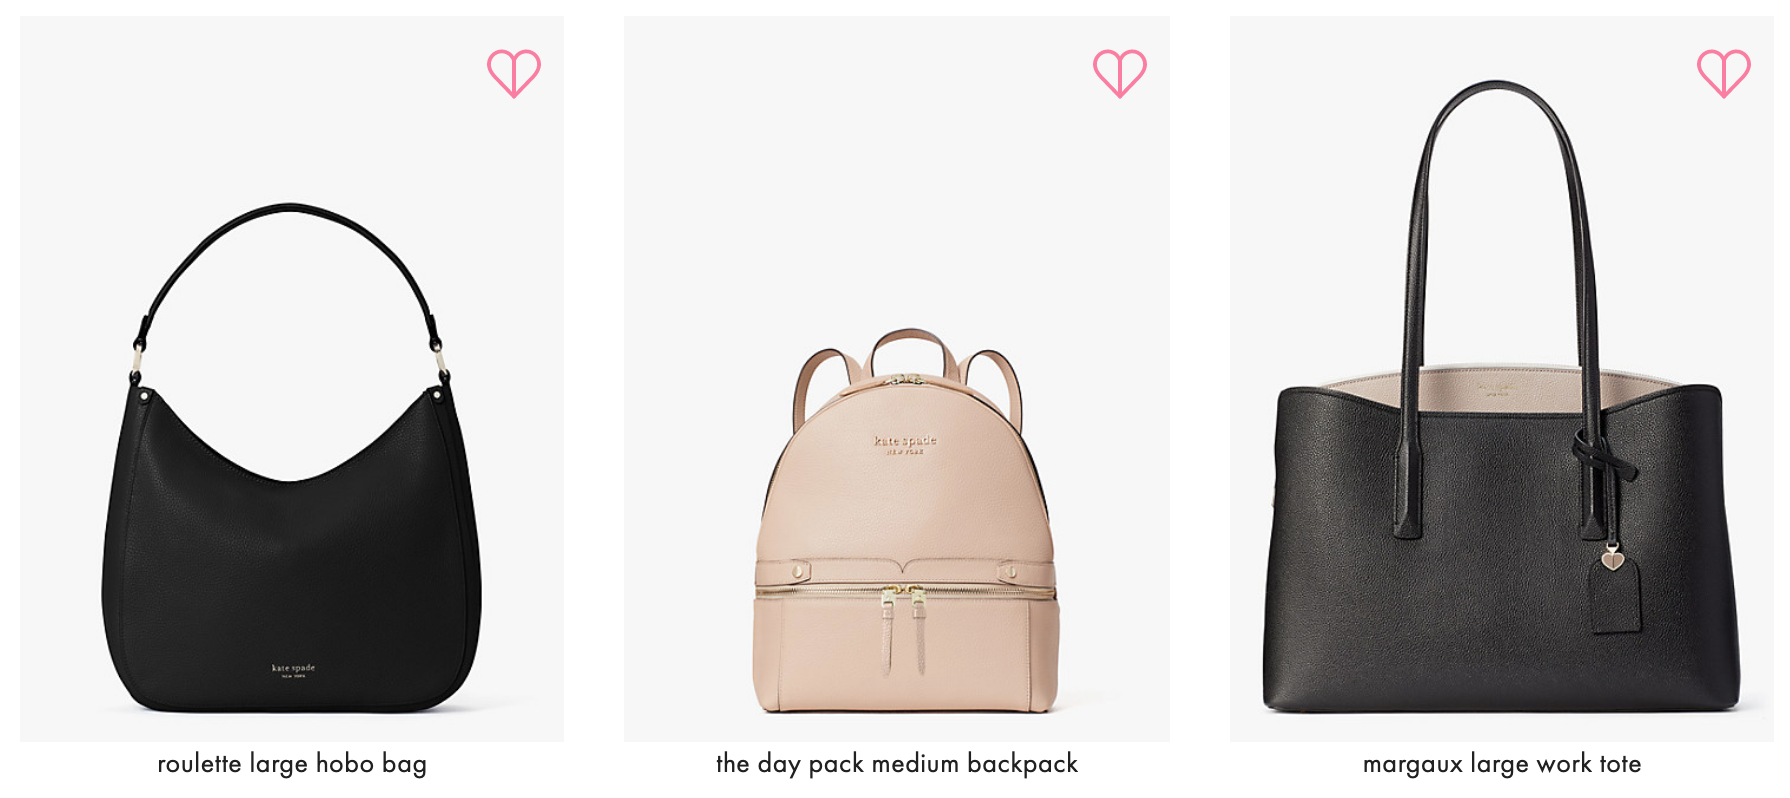 kate spade
NEW YORK
kate spade
NEW YORK
roulette large hobo bag
the day pack medium backpack
margaux large work tote